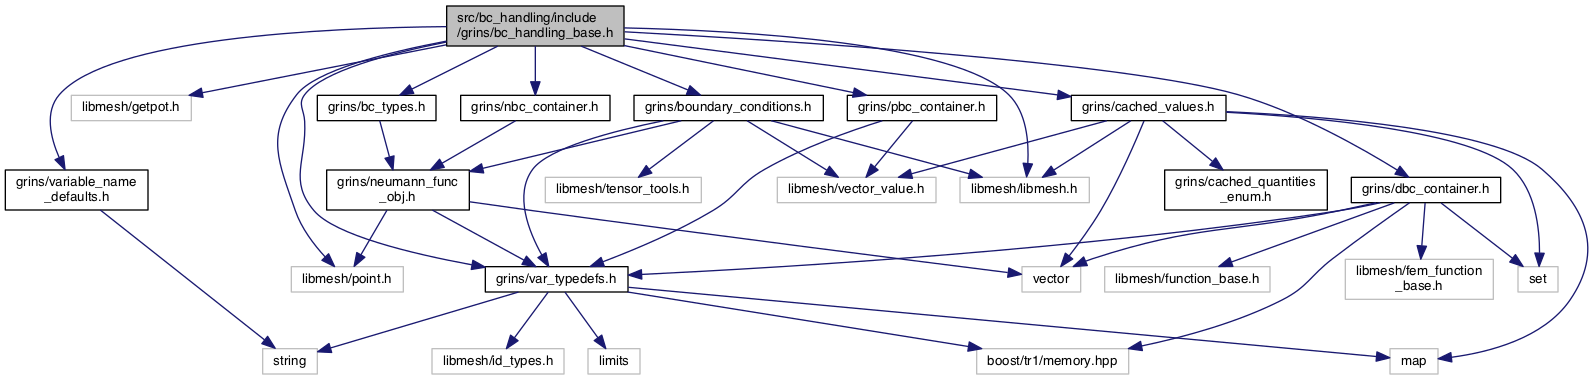 src/bc_handling/include
/grins/bc_handling_base.h
libmesh/getpot.h
grins/bc_types.h
grins/nbc_container.h
grins/boundary_conditions.h
grins/pbc_container.h
grins/cached_values.h
grins/variable_name
_defaults.h
grins/neumann_func
_obj.h
libmesh/tensor_tools.h
libmesh/vector_value.h
libmesh/libmesh.h
grins/cached_quantities
_enum.h
grins/dbc_container.h
libmesh/point.h
grins/var_typedefs.h
vector
libmesh/function_base.h
libmesh/fem_function
_base.h
set
string
libmesh/id_types.h
limits
boost/tr1/memory.hpp
map